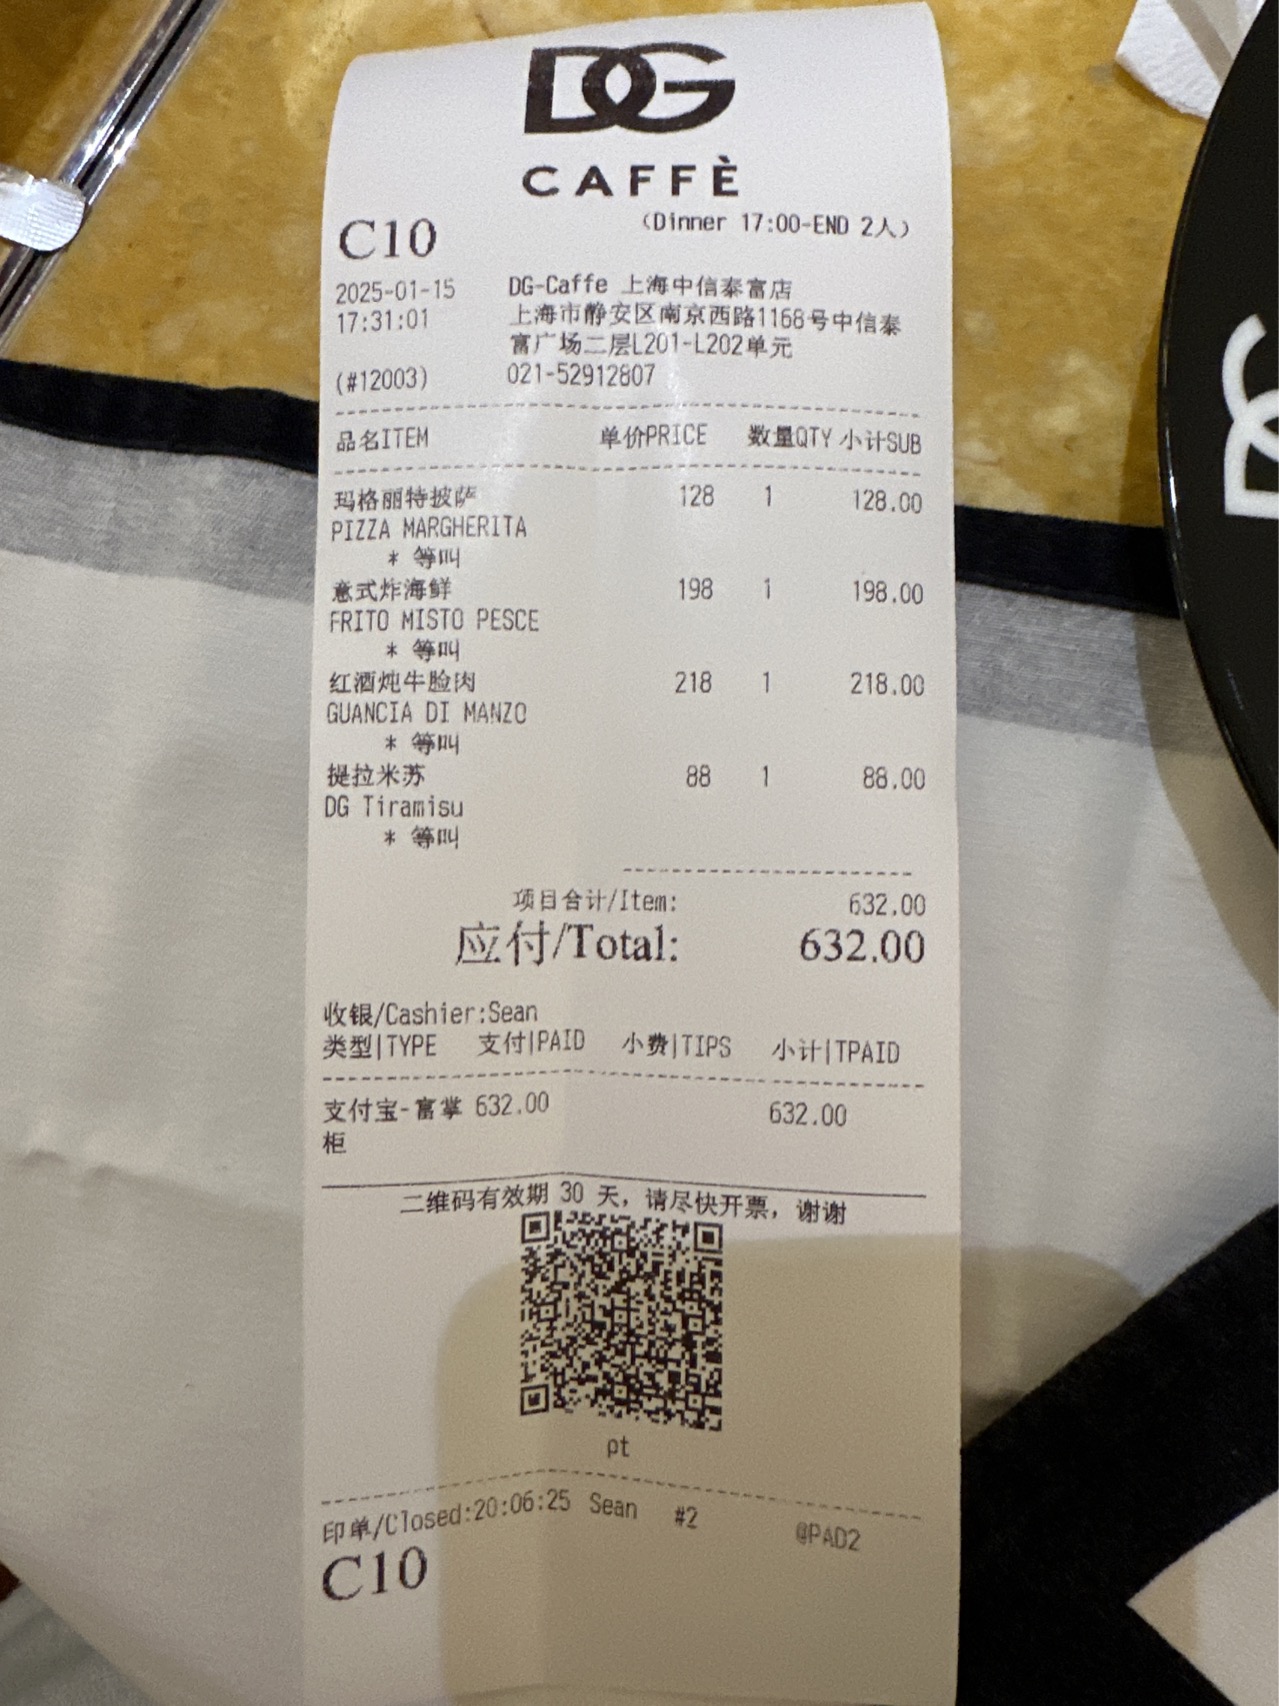 DG
CAFFÈ
(Dinner 17:00-END 2人)
C10
2025-01-15 DG-Caffe 上海中信泰富店
17:31:01 上海市静安区南京西路1168号中信泰
富广场二层L201-L202单元
(#12003) 021-52912807
品名ITEM 单价PRICE 数量QTY 小计SUB
玛格丽特披萨 128 1 128.00
PIZZA MARGHERITA
* 等叫
意式炸海鲜 198 1 198.00
FRITO MISTO PESCE
* 等叫
红酒炖牛脸肉 218 1 218.00
GUANCIA DI MANZO
* 等叫
提拉米苏 88 1 88.00
DG Tiramisu
* 等叫
项目合计/Item: 632.00
应付/Total: 632.00
收银/Cashier:Sean
类型|TYPE 支付|PAID 小费|TIPS 小计|TPAID
支付宝-富掌 632.00 632.00
柜
二维码有效期 30 天，请尽快开票，谢谢
pt
印单/Closed:20:06:25 Sean #2 @PAD2
C10
DG